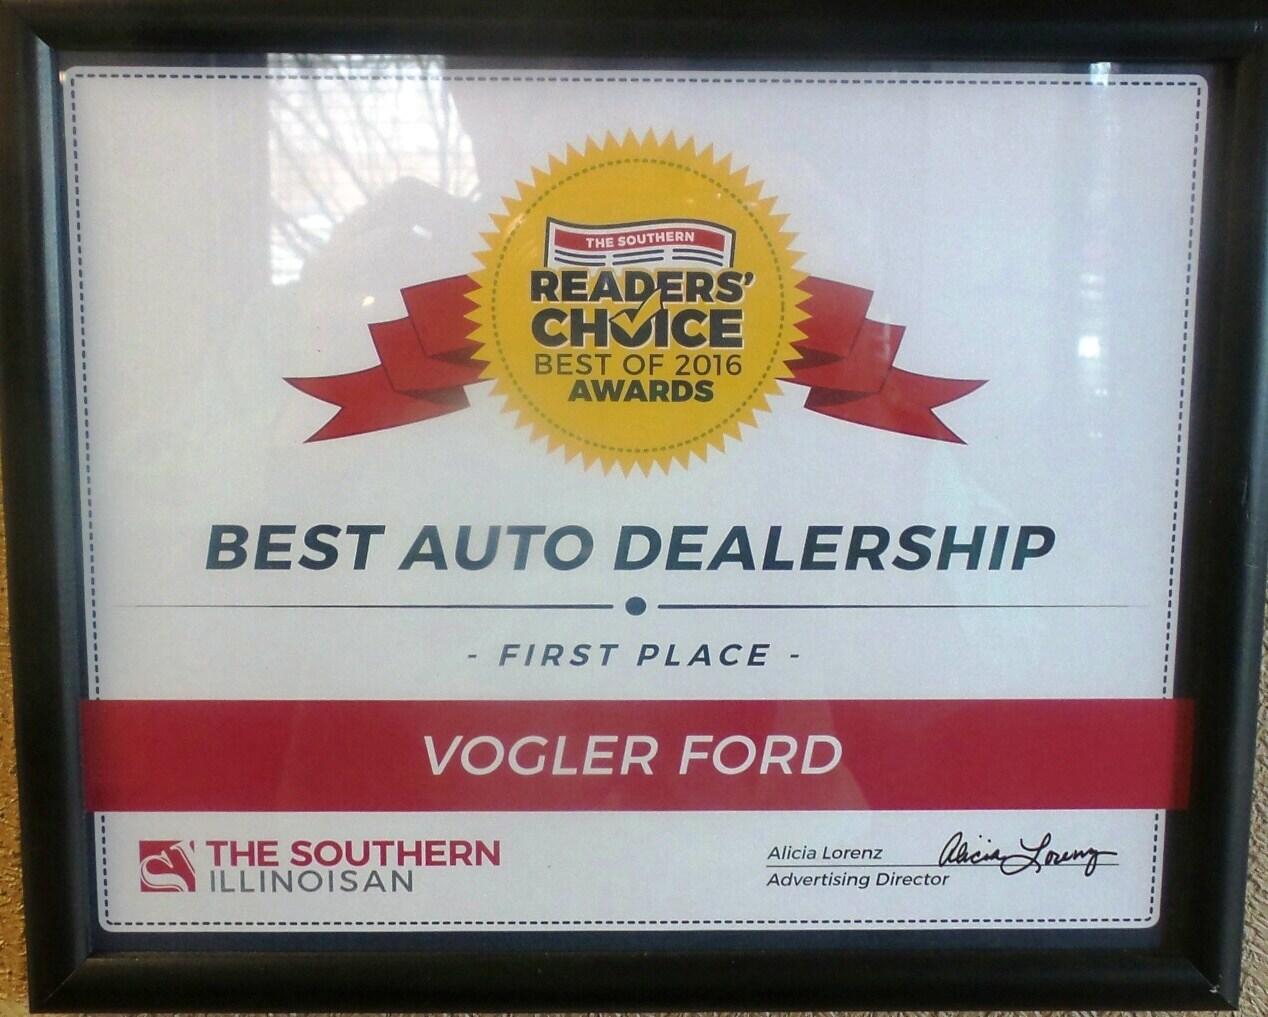 THE SOUTHERN
READERS'
CHOICE
BEST OF 2016
AWARDS
BEST AUTO DEALERSHIP
- FIRST PLACE -
VOGLER FORD
THE SOUTHERN
ILLINOISAN
Alicia Lorenz Alicia Lorenz
Advertising Director